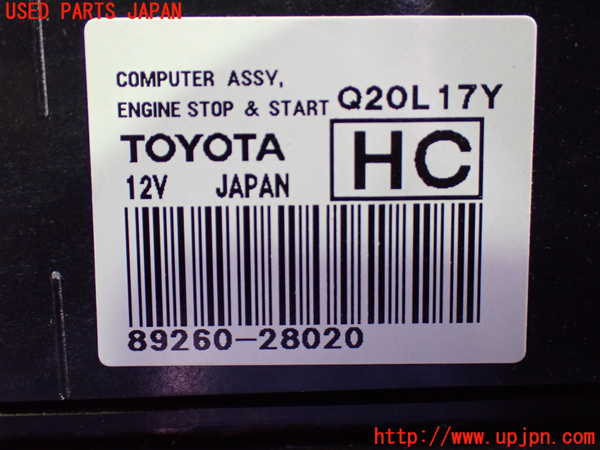 USED PARTS JAPAN
COMPUTER ASSY,
ENGINE STOP & START Q20L17Y
TOYOTA HC
12V JAPAN
89260-28020
http://www.upjpn.com/